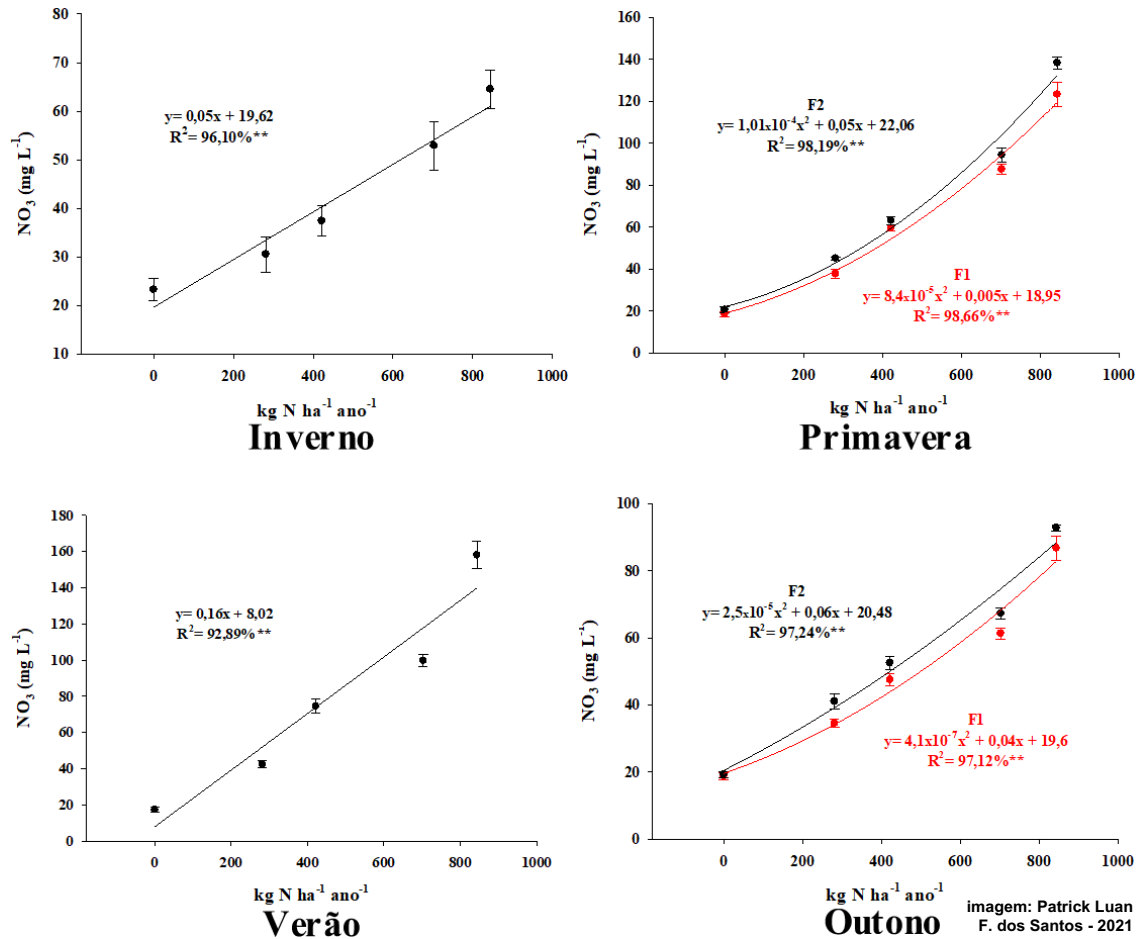 80
70
60
50
40
30
20
10
NO₃ (mg L⁻¹)
y= 0,05x + 19,62
R²= 96,10%**
0 200 400 600 800 1000
kg N ha⁻¹ ano⁻¹
Inverno
160
140
120
100
80
60
40
20
0
NO₃ (mg L⁻¹)
F2
y= 1,01x10⁻⁴x² + 0,05x + 22,06
R²= 98,19%**
F1
y= 8,4x10⁻⁵x² + 0,005x + 18,95
R²= 98,66%**
0 200 400 600 800 1000
kg N ha⁻¹ ano⁻¹
Primavera
180
160
140
120
100
80
60
40
20
0
NO₃ (mg L⁻¹)
y= 0,16x + 8,02
R²= 92,89%**
0 200 400 600 800 1000
kg N ha⁻¹ ano⁻¹
Verão
100
80
60
40
20
0
NO₃ (mg L⁻¹)
F2
y= 2,5x10⁻⁵x² + 0,06x + 20,48
R²= 97,24%**
F1
y= 4,1x10⁻⁷x² + 0,04x + 19,6
R²= 97,12%**
0 200 400 600 800 1000
kg N ha⁻¹ ano⁻¹
Outono
imagem: Patrick Luan
F. dos Santos - 2021